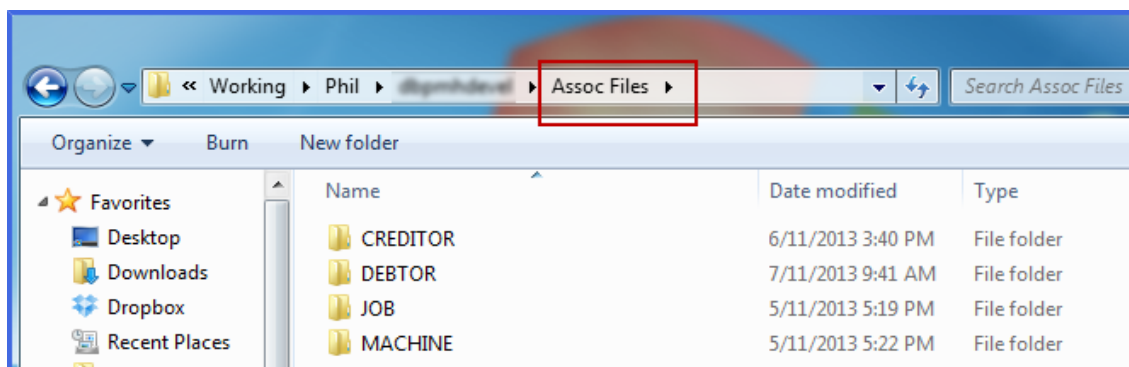 « Working Phil Assoc Files Search Assoc Files
Organize Burn New folder
Favorites Name Date modified Type
Desktop CREDITOR 6/11/2013 3:40 PM File folder
Downloads DEBTOR 7/11/2013 9:41 AM File folder
Dropbox JOB 5/11/2013 5:19 PM File folder
Recent Places MACHINE 5/11/2013 5:22 PM File folder